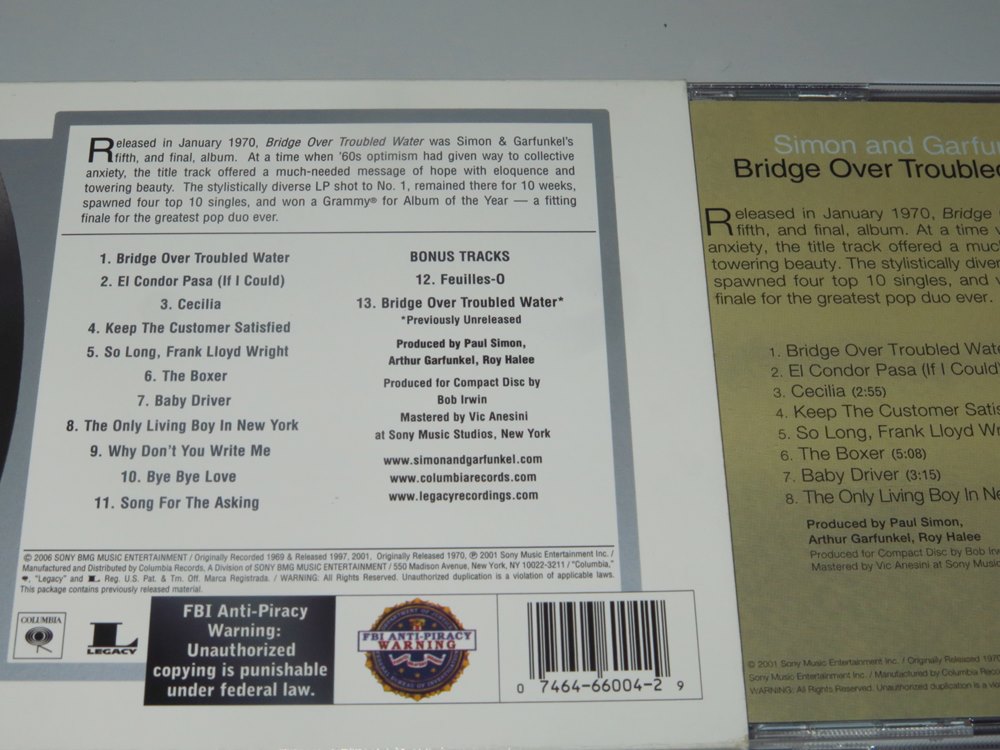 Released in January 1970, Bridge Over Troubled Water was Simon & Garfunkel's
fifth, and final, album. At a time when '60s optimism had given way to collective
anxiety, the title track offered a much-needed message of hope with eloquence and
towering beauty. The stylistically diverse LP shot to No. 1, remained there for 10 weeks,
spawned four top 10 singles, and won a Grammy® for Album of the Year — a fitting
finale for the greatest pop duo ever.
1. Bridge Over Troubled Water
2. El Condor Pasa (If I Could)
3. Cecilia
4. Keep The Customer Satisfied
5. So Long, Frank Lloyd Wright
6. The Boxer
7. Baby Driver
8. The Only Living Boy In New York
9. Why Don't You Write Me
10. Bye Bye Love
11. Song For The Asking
BONUS TRACKS
12. Feuilles-O
13. Bridge Over Troubled Water*
*Previously Unreleased
Produced by Paul Simon,
Arthur Garfunkel, Roy Halee
Produced for Compact Disc by
Bob Irwin
Mastered by Vic Anesini
at Sony Music Studios, New York
www.simonandgarfunkel.com
www.columbiarecords.com
www.legacyrecordings.com
© 2006 SONY BMG MUSIC ENTERTAINMENT / Originally Recorded 1969 & Released 1997, 2001, Originally Released 1970, ℗ 2001 Sony Music Entertainment Inc. /
Manufactured and Distributed by Columbia Records, A Division of SONY BMG MUSIC ENTERTAINMENT / 550 Madison Avenue, New York, NY 10022-3211 / "Columbia,"
"Legacy" and L Reg. U.S. Pat. & Tm. Off. Marca Registrada. / WARNING: All Rights Reserved. Unauthorized duplication is a violation of applicable laws.
This package contains previously released material.
COLUMBIA
L
LEGACY
FBI Anti-Piracy
Warning:
Unauthorized
copying is punishable
under federal law.
FBI ANTI-PIRACY
WARNING
0 7464-66004-2 9
Simon and Garfu
Bridge Over Trouble
Released in January 1970, Bridge
fifth, and final, album. At a time
anxiety, the title track offered a muc
towering beauty. The stylistically diver
spawned four top 10 singles, and w
finale for the greatest pop duo ever.
1. Bridge Over Troubled Wate
2. El Condor Pasa (If I Could)
3. Cecilia (2:55)
4. Keep The Customer Satis
5. So Long, Frank Lloyd Wr
6. The Boxer (5:08)
7. Baby Driver (3:15)
8. The Only Living Boy In Ne
Produced by Paul Simon,
Arthur Garfunkel, Roy Halee
Produced for Compact Disc by Bob Irw
Mastered by Vic Anesini at Sony Music
© 2001 Sony Music Entertainment Inc. / Originally Released 1970
Sony Music Entertainment Inc. / Manufactured by Columbia Reco
WARNING: All Rights Reserved. Unauthorized duplication is a viola